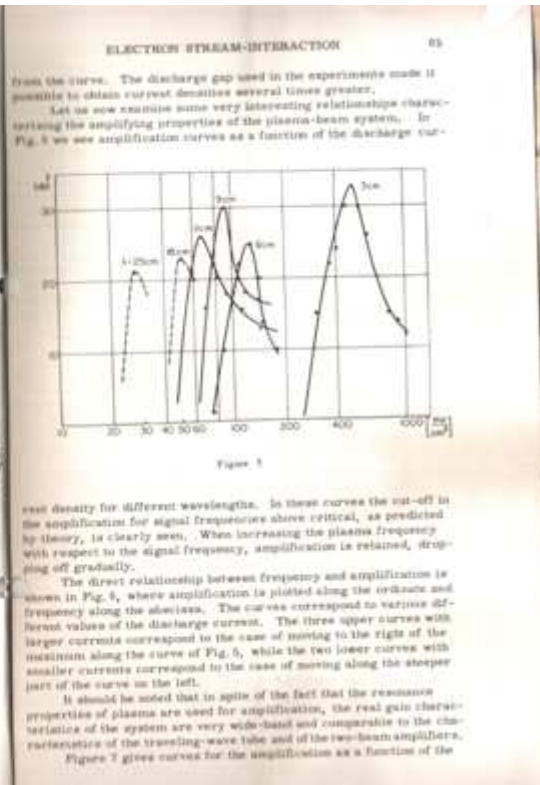 ELECTRON STREAM-INTERACTION 85
from the curve. The discharge gap used in the experiments made it
possible to obtain current densities several times greater.
Let us now examine some very interesting relationships charac-
terizing the amplifying properties of the plasma-beam system. In
Fig. 5 we see amplification curves as a function of the discharge cur-
30
20
10
λ=25cm
9cm
6cm
3cm
10 20 30 40 50 60 100 200 400 1000
Figure 5
rent density for different wavelengths. In these curves the cut-off in
the amplification for signal frequencies above critical, as predicted
by theory, is clearly seen. When increasing the plasma frequency
with respect to the signal frequency, amplification is retained, drop-
ping off gradually.
The direct relationship between frequency and amplification is
shown in Fig. 6, where amplification is plotted along the ordinate and
frequency along the abscissa. The curves correspond to various dif-
ferent values of the discharge current. The three upper curves with
larger currents correspond to the case of moving to the right of the
maximum along the curve of Fig. 5, while the two lower curves with
smaller currents correspond to the case of moving along the steeper
part of the curve on the left.
It should be noted that in spite of the fact that the resonance
properties of plasma are used for amplification, the real gain charac-
teristics of the system are very wide-band and comparable to the cha-
racteristics of the traveling-wave tube and of the two-beam amplifiers.
Figure 7 gives curves for the amplification as a function of the